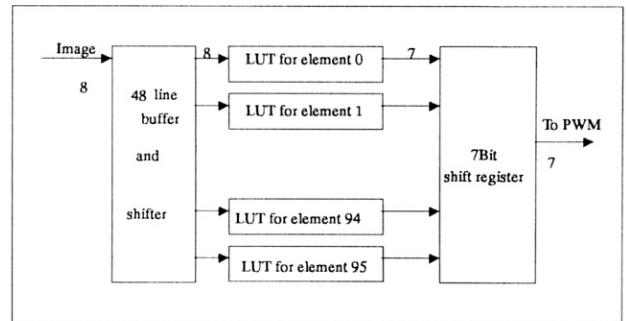 Image
8
48 line
buffer
and
shifter
8
LUT for element 0
7
LUT for element 1
LUT for element 94
LUT for element 95
7Bit
shift register
To PWM
7